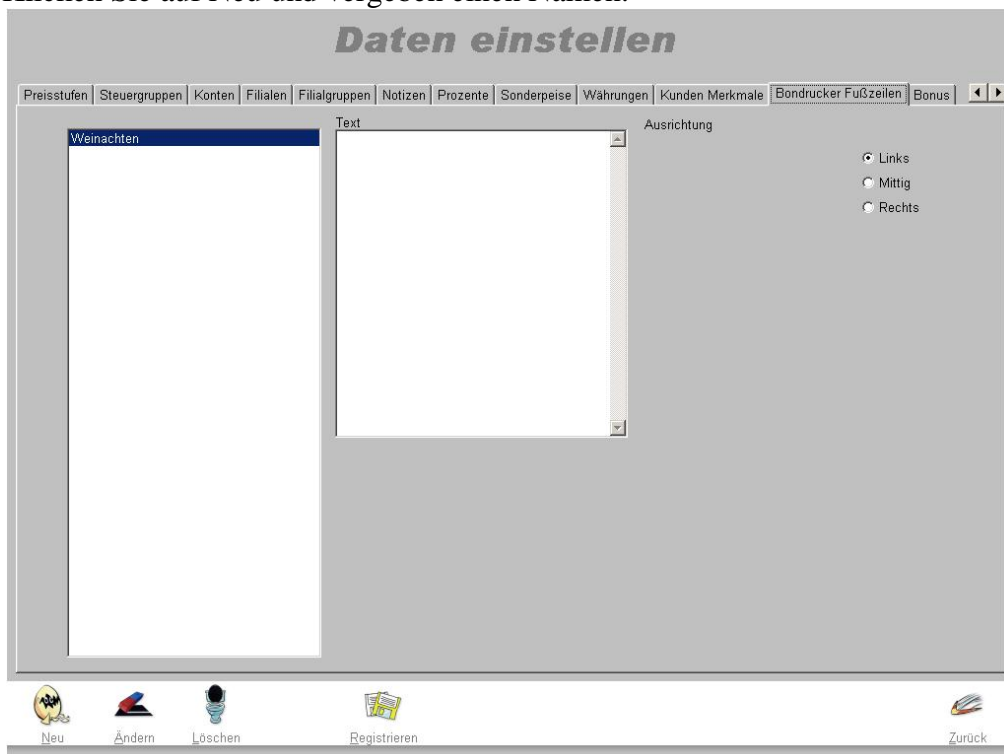 Klicken Sie auf Neu und vergeben einen Namen.
Daten einstellen
Preisstufen Steuergruppen Konten Filialen Filialgruppen Notizen Prozente Sonderpeise Währungen Kunden Merkmale Bondrucker Fußzeilen Bonus
Weinachten
Text
Ausrichtung
Links
Mittig
Rechts
Neu Ändern Löschen Registrieren Zurück